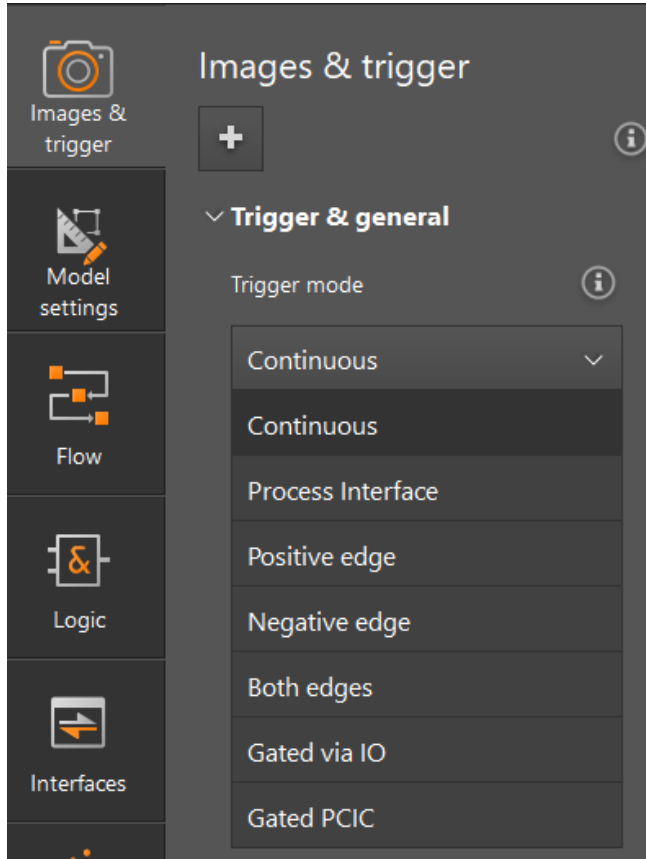 Images &
trigger
Model
settings
Flow
&
Logic
Interfaces
Images & trigger
Trigger & general
Trigger mode
Continuous
Continuous
Process Interface
Positive edge
Negative edge
Both edges
Gated via IO
Gated PCIC